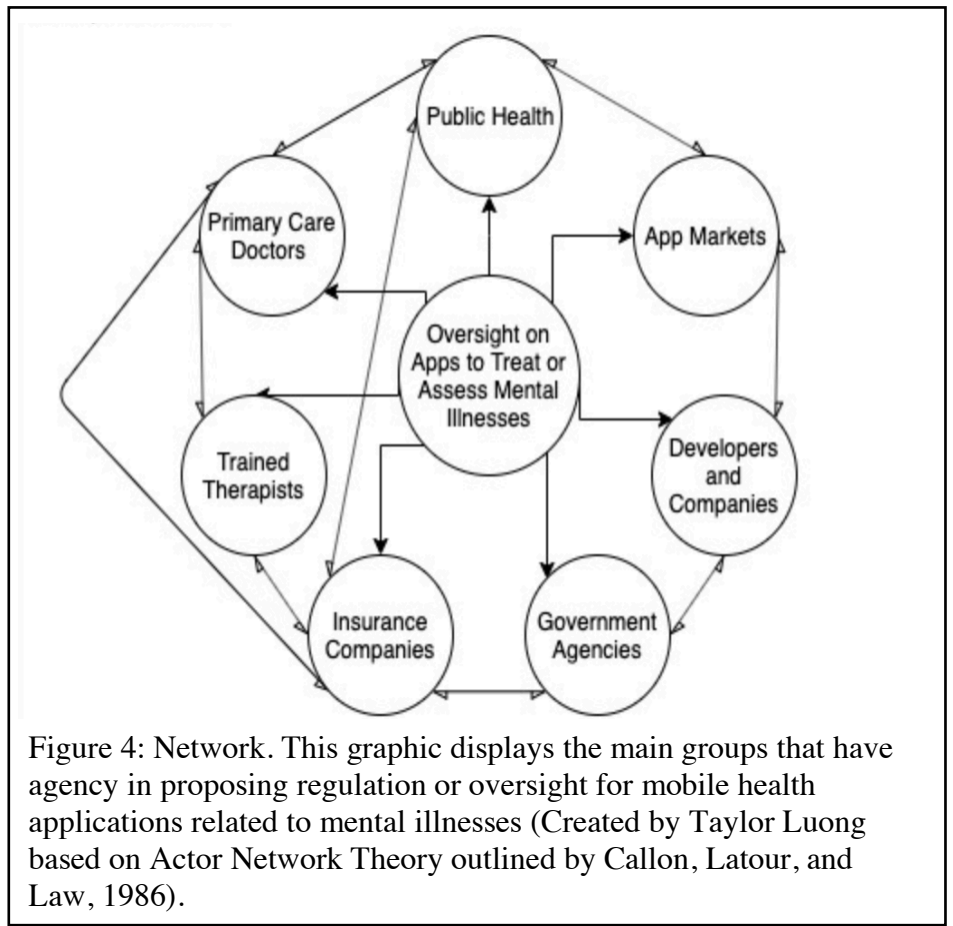 Public Health
Primary Care
Doctors
App Markets
Oversight on
Apps to Treat or
Assess Mental
Illnesses
Trained
Therapists
Developers
and
Companies
Insurance
Companies
Government
Agencies
Figure 4: Network. This graphic displays the main groups that have
agency in proposing regulation or oversight for mobile health
applications related to mental illnesses (Created by Taylor Luong
based on Actor Network Theory outlined by Callon, Latour, and
Law, 1986).